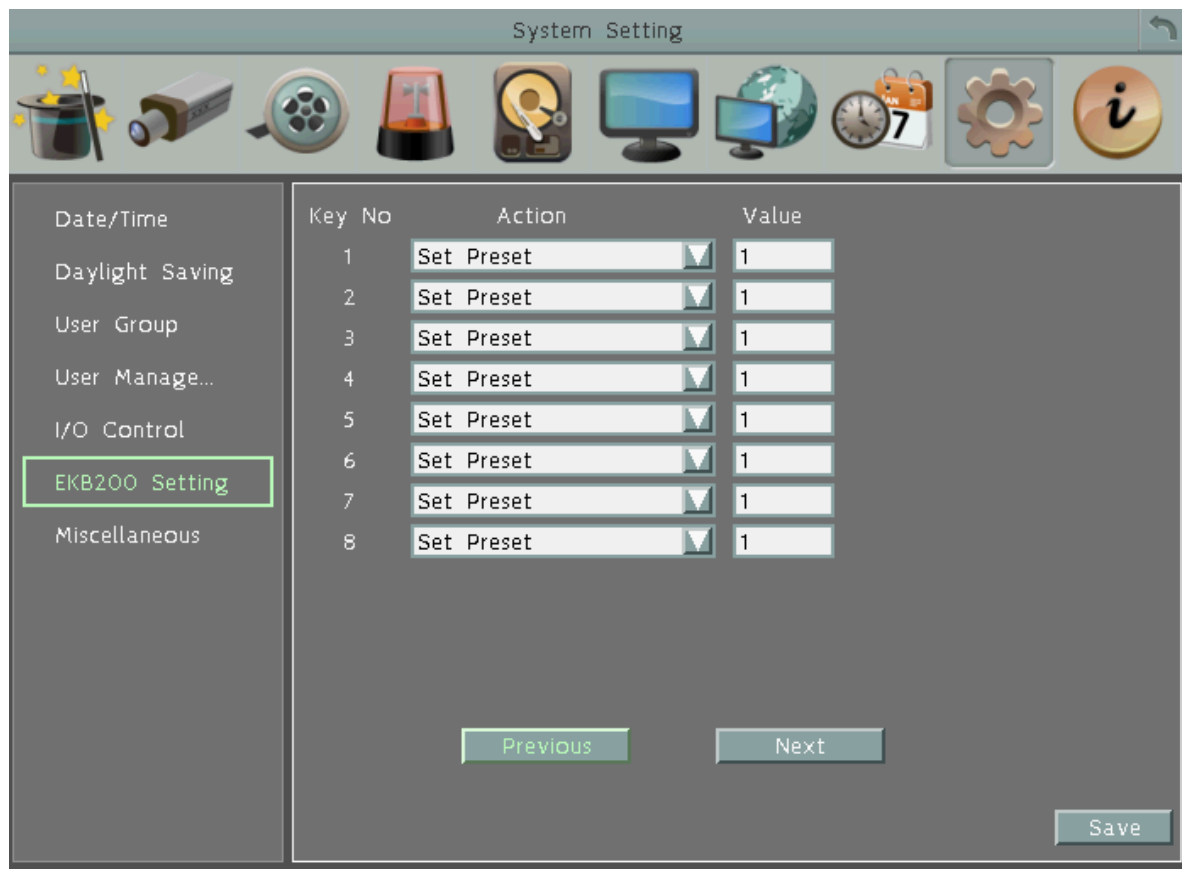 System Setting
JAN
7
i
Date/Time
Daylight Saving
User Group
User Manage...
I/O Control
EKB200 Setting
Miscellaneous
Key No Action Value
1 Set Preset 1
2 Set Preset 1
3 Set Preset 1
4 Set Preset 1
5 Set Preset 1
6 Set Preset 1
7 Set Preset 1
8 Set Preset 1
Previous Next
Save